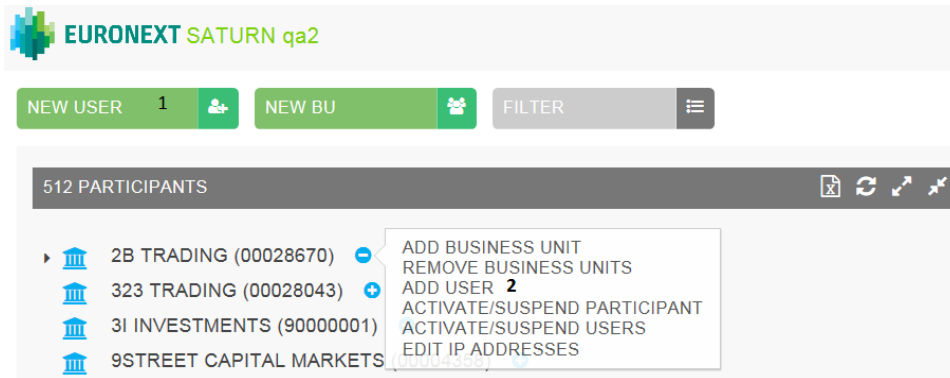 EURONEXT SATURN qa2
NEW USER 1 NEW BU FILTER
512 PARTICIPANTS
2B TRADING (00028670)
323 TRADING (00028043)
3I INVESTMENTS (90000001)
9STREET CAPITAL MARKETS (00004358)
ADD BUSINESS UNIT
REMOVE BUSINESS UNITS
ADD USER 2
ACTIVATE/SUSPEND PARTICIPANT
ACTIVATE/SUSPEND USERS
EDIT IP ADDRESSES